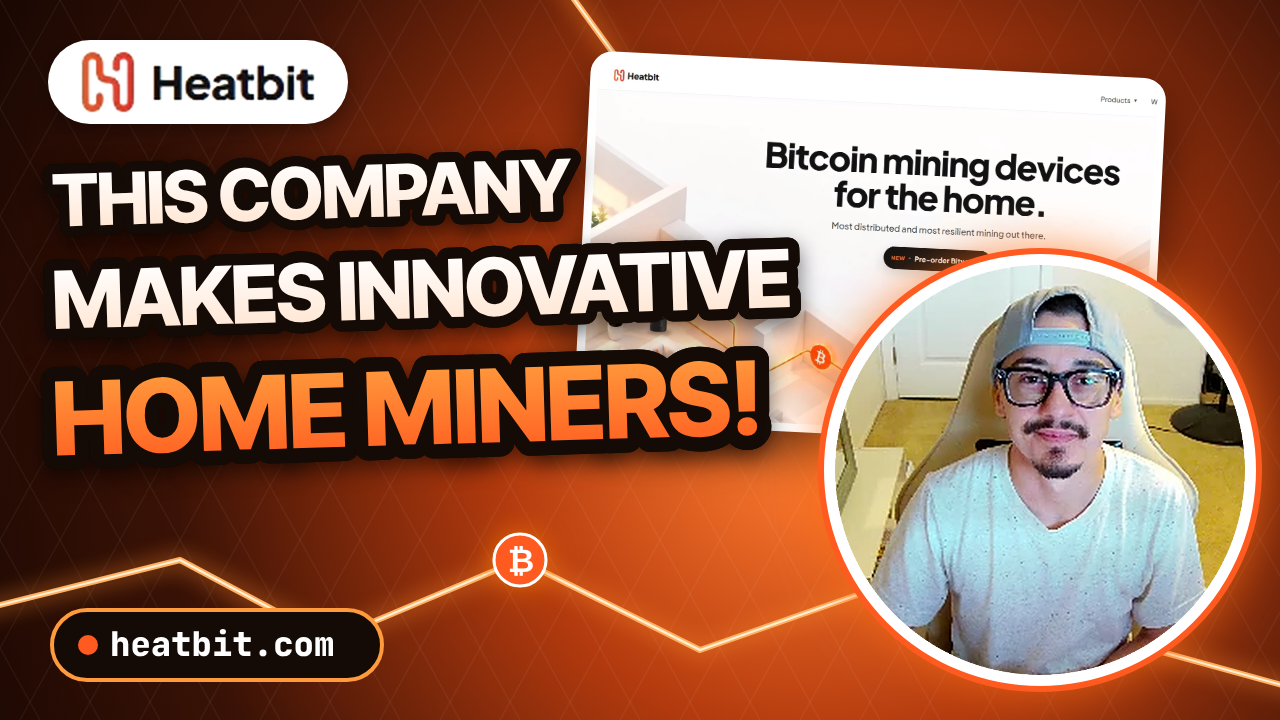 Heatbit
THIS COMPANY
MAKES INNOVATIVE
HOME MINERS!
Heatbit
Products
Bitcoin mining devices
for the home.
Most distributed and most resilient mining out there.
NEW • Pre-order
heatbit.com